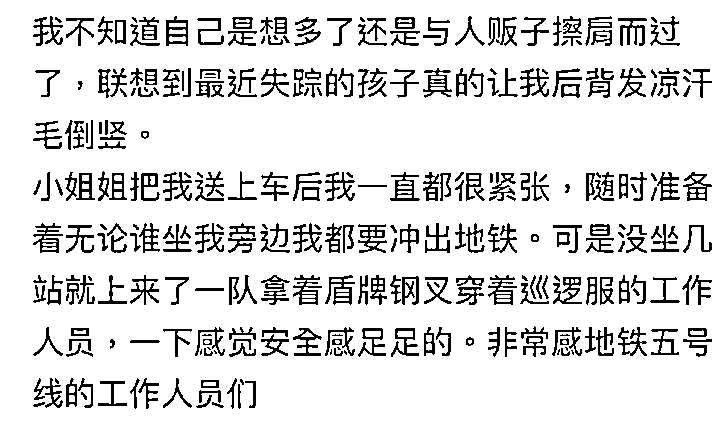 我不知道自己是想多了还是与人贩子擦肩而过
了，联想到最近失踪的孩子真的让我后背发凉汗
毛倒竖。
小姐姐把我送上车后我一直都很紧张，随时准备
着无论谁坐我旁边我都要冲出地铁。可是没坐几
站就上来了一队拿着盾牌钢叉穿着巡逻服的工作
人员，一下感觉安全感足足的。非常感地铁五号
线的工作人员们